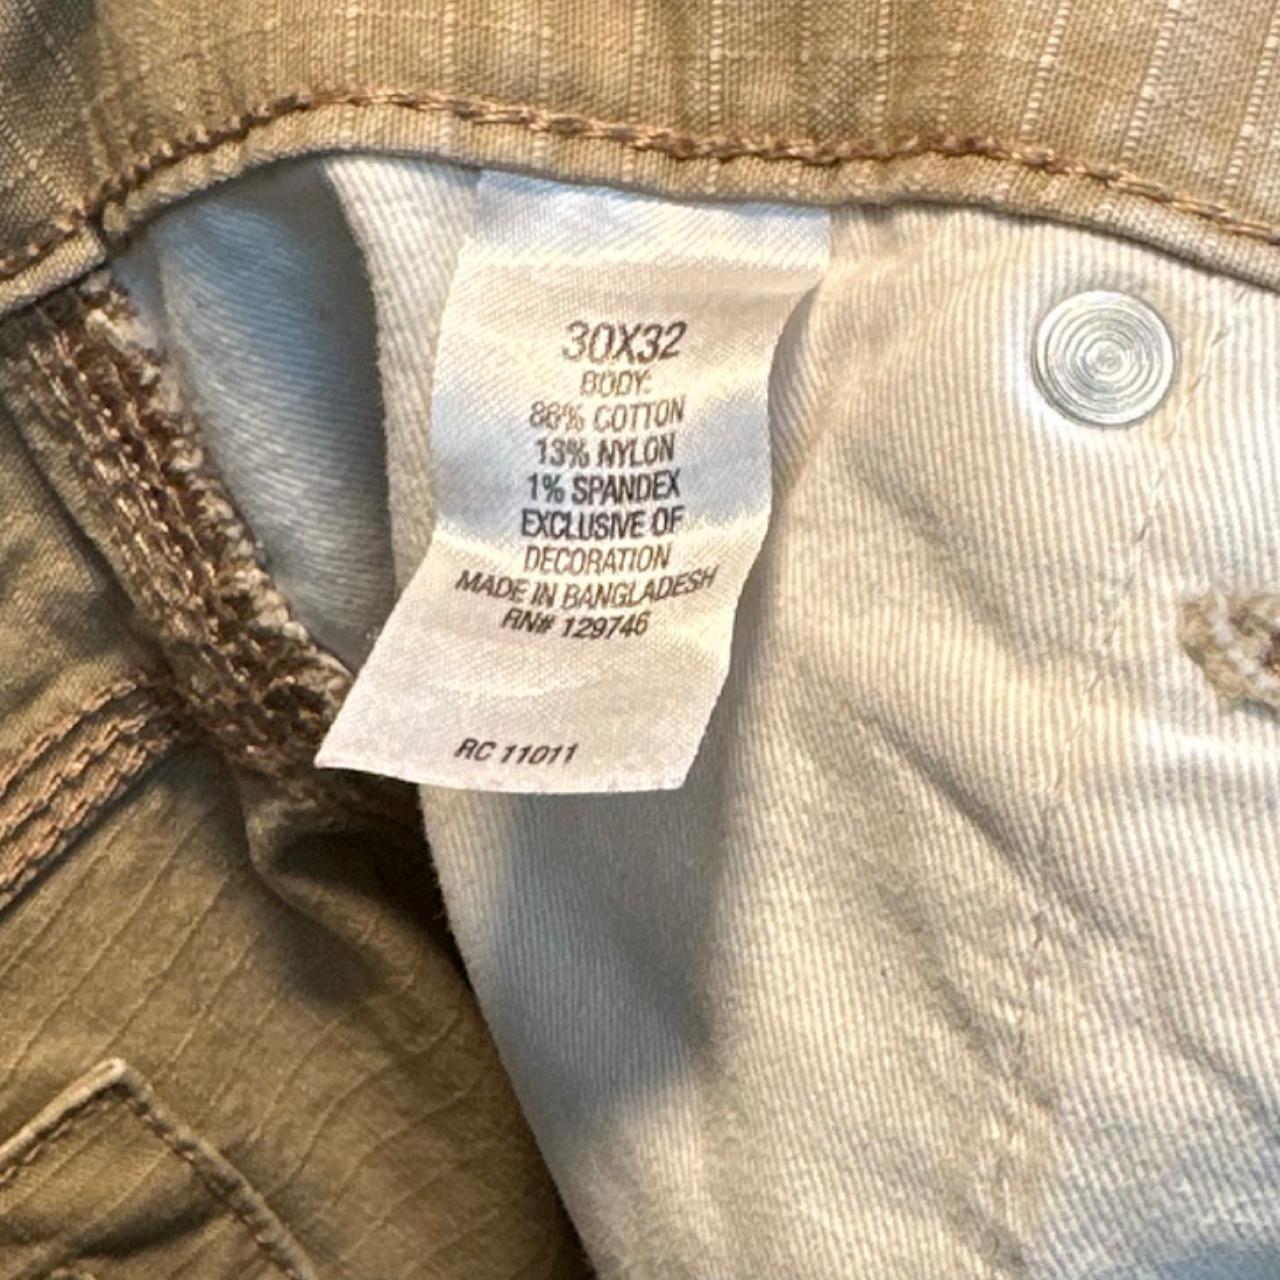 30X32
BODY:
86% COTTON
13% NYLON
1% SPANDEX
EXCLUSIVE OF
DECORATION
MADE IN BANGLADESH
RN# 129746
RC 11011